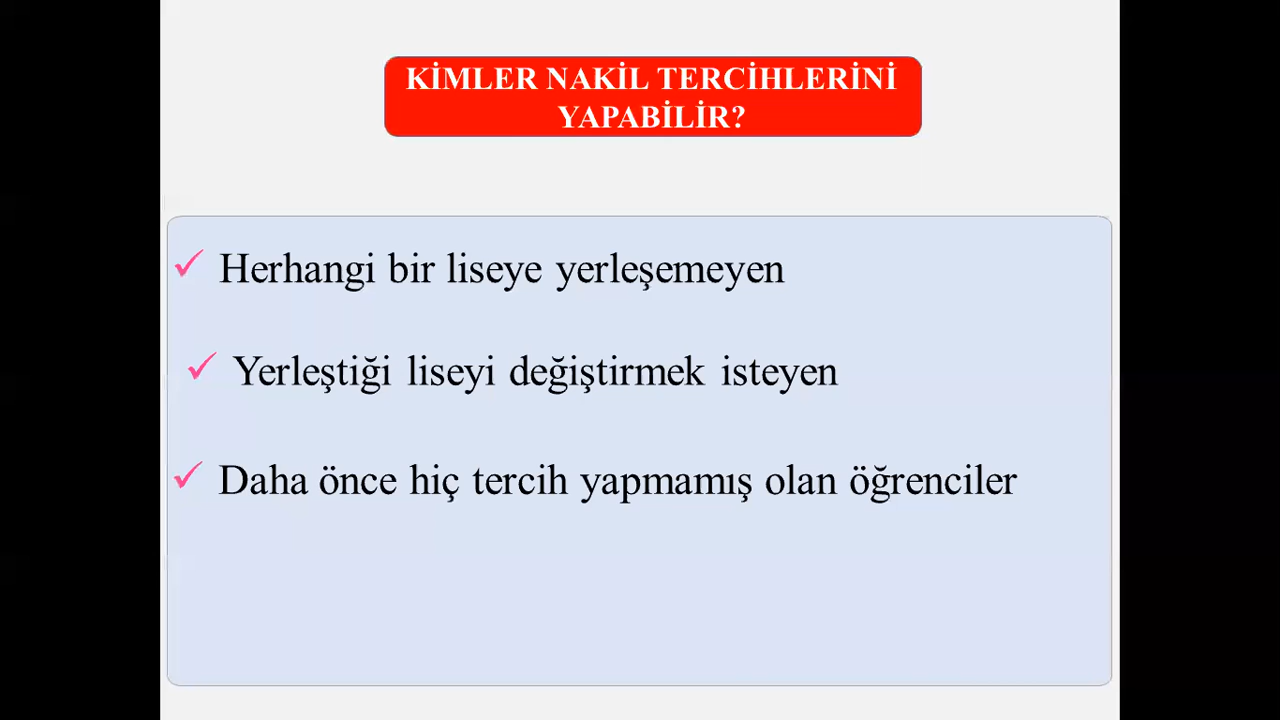 KİMLER NAKİL TERCİHLERİNİ
YAPABİLİR?
✓ Herhangi bir liseye yerleşemeyen
✓ Yerleştiği liseyi değiştirmek isteyen
✓ Daha önce hiç tercih yapmamış olan öğrenciler